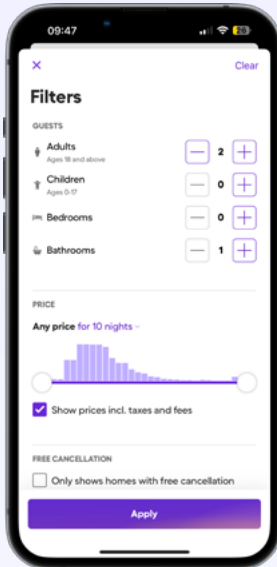 09:47
20
Clear
Filters
GUESTS
Adults
Ages 18 and above
2
Children
Ages 0-17
0
Bedrooms
0
Bathrooms
1
PRICE
Any price for 10 nights
Show prices incl. taxes and fees
FREE CANCELLATION
Only shows homes with free cancellation
Apply